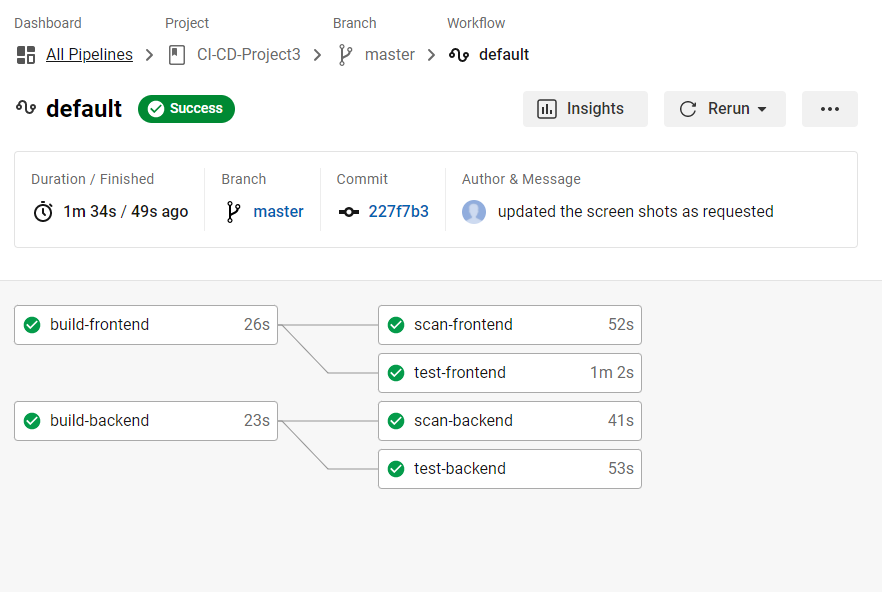 Dashboard Project Branch Workflow
All Pipelines CI-CD-Project3 master default
default Success Insights Rerun
Duration / Finished Branch Commit Author & Message
1m 34s / 49s ago master 227f7b3 updated the screen shots as requested
build-frontend 26s scan-frontend 52s
test-frontend 1m 2s
build-backend 23s scan-backend 41s
test-backend 53s